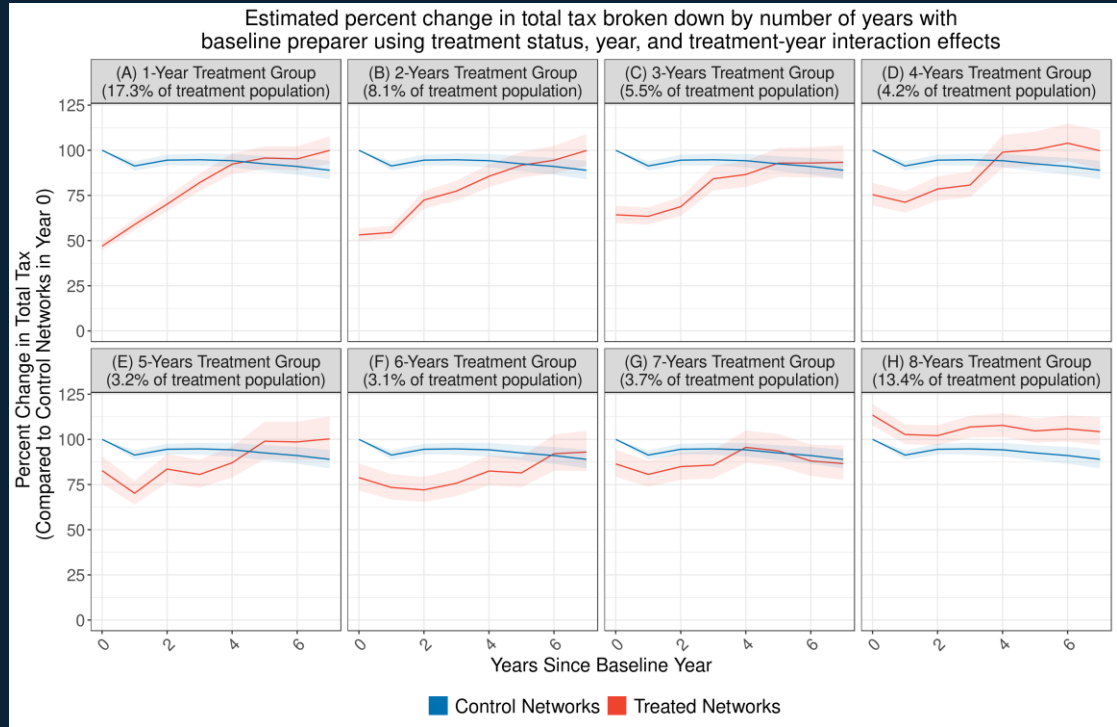 Estimated percent change in total tax broken down by number of years with
baseline preparer using treatment status, year, and treatment-year interaction effects
(A) 1-Year Treatment Group
(17.3% of treatment population)
(B) 2-Years Treatment Group
(8.1% of treatment population)
(C) 3-Years Treatment Group
(5.5% of treatment population)
(D) 4-Years Treatment Group
(4.2% of treatment population)
125
100
75
50
25
0
Percent Change in Total Tax
(Compared to Control Networks in Year 0)
(E) 5-Years Treatment Group
(3.2% of treatment population)
(F) 6-Years Treatment Group
(3.1% of treatment population)
(G) 7-Years Treatment Group
(3.7% of treatment population)
(H) 8-Years Treatment Group
(13.4% of treatment population)
125
100
75
50
25
0
0 2 4 6
0 2 4 6
0 2 4 6
0 2 4 6
Years Since Baseline Year
Control Networks
Treated Networks